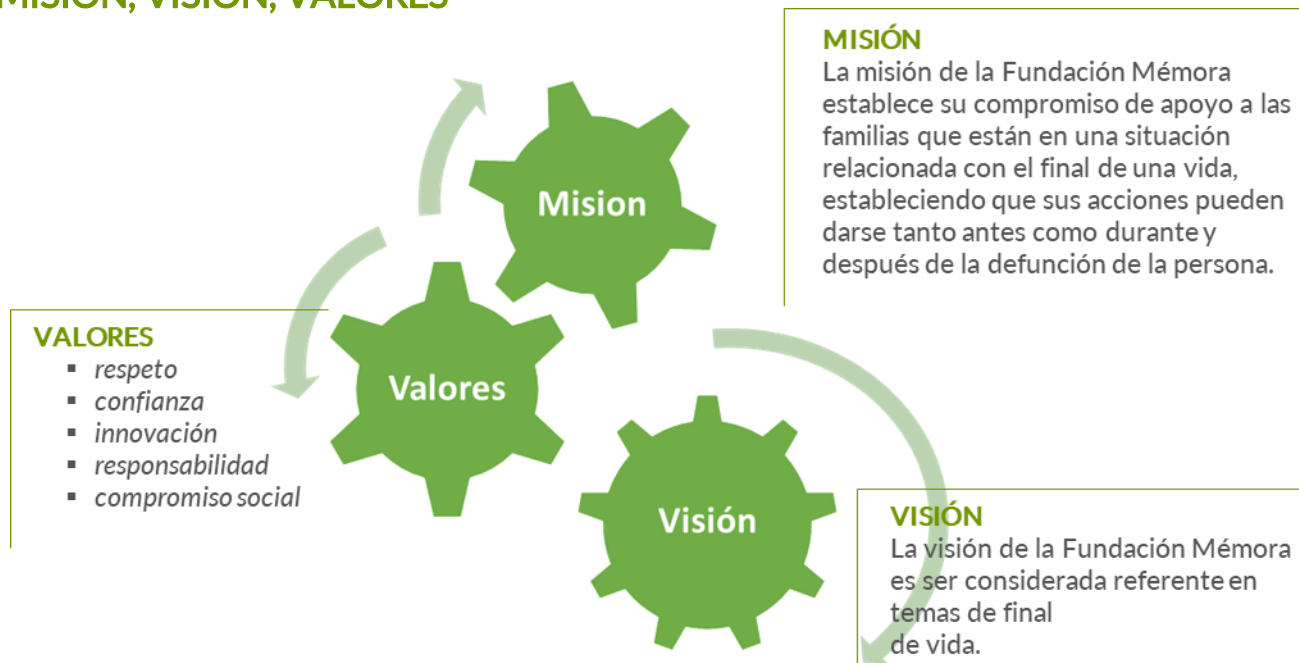 MISIÓN, VISIÓN, VALORES
MISIÓN
La misión de la Fundación Mémora
establece su compromiso de apoyo a las
familias que están en una situación
relacionada con el final de una vida,
estableciendo que sus acciones pueden
darse tanto antes como durante y
después de la defunción de la persona.
Mision
VALORES
▪ respeto
▪ confianza
▪ innovación
▪ responsabilidad
▪ compromiso social
Valores
Visión
VISIÓN
La visión de la Fundación Mémora
es ser considerada referente en
temas de final
de vida.